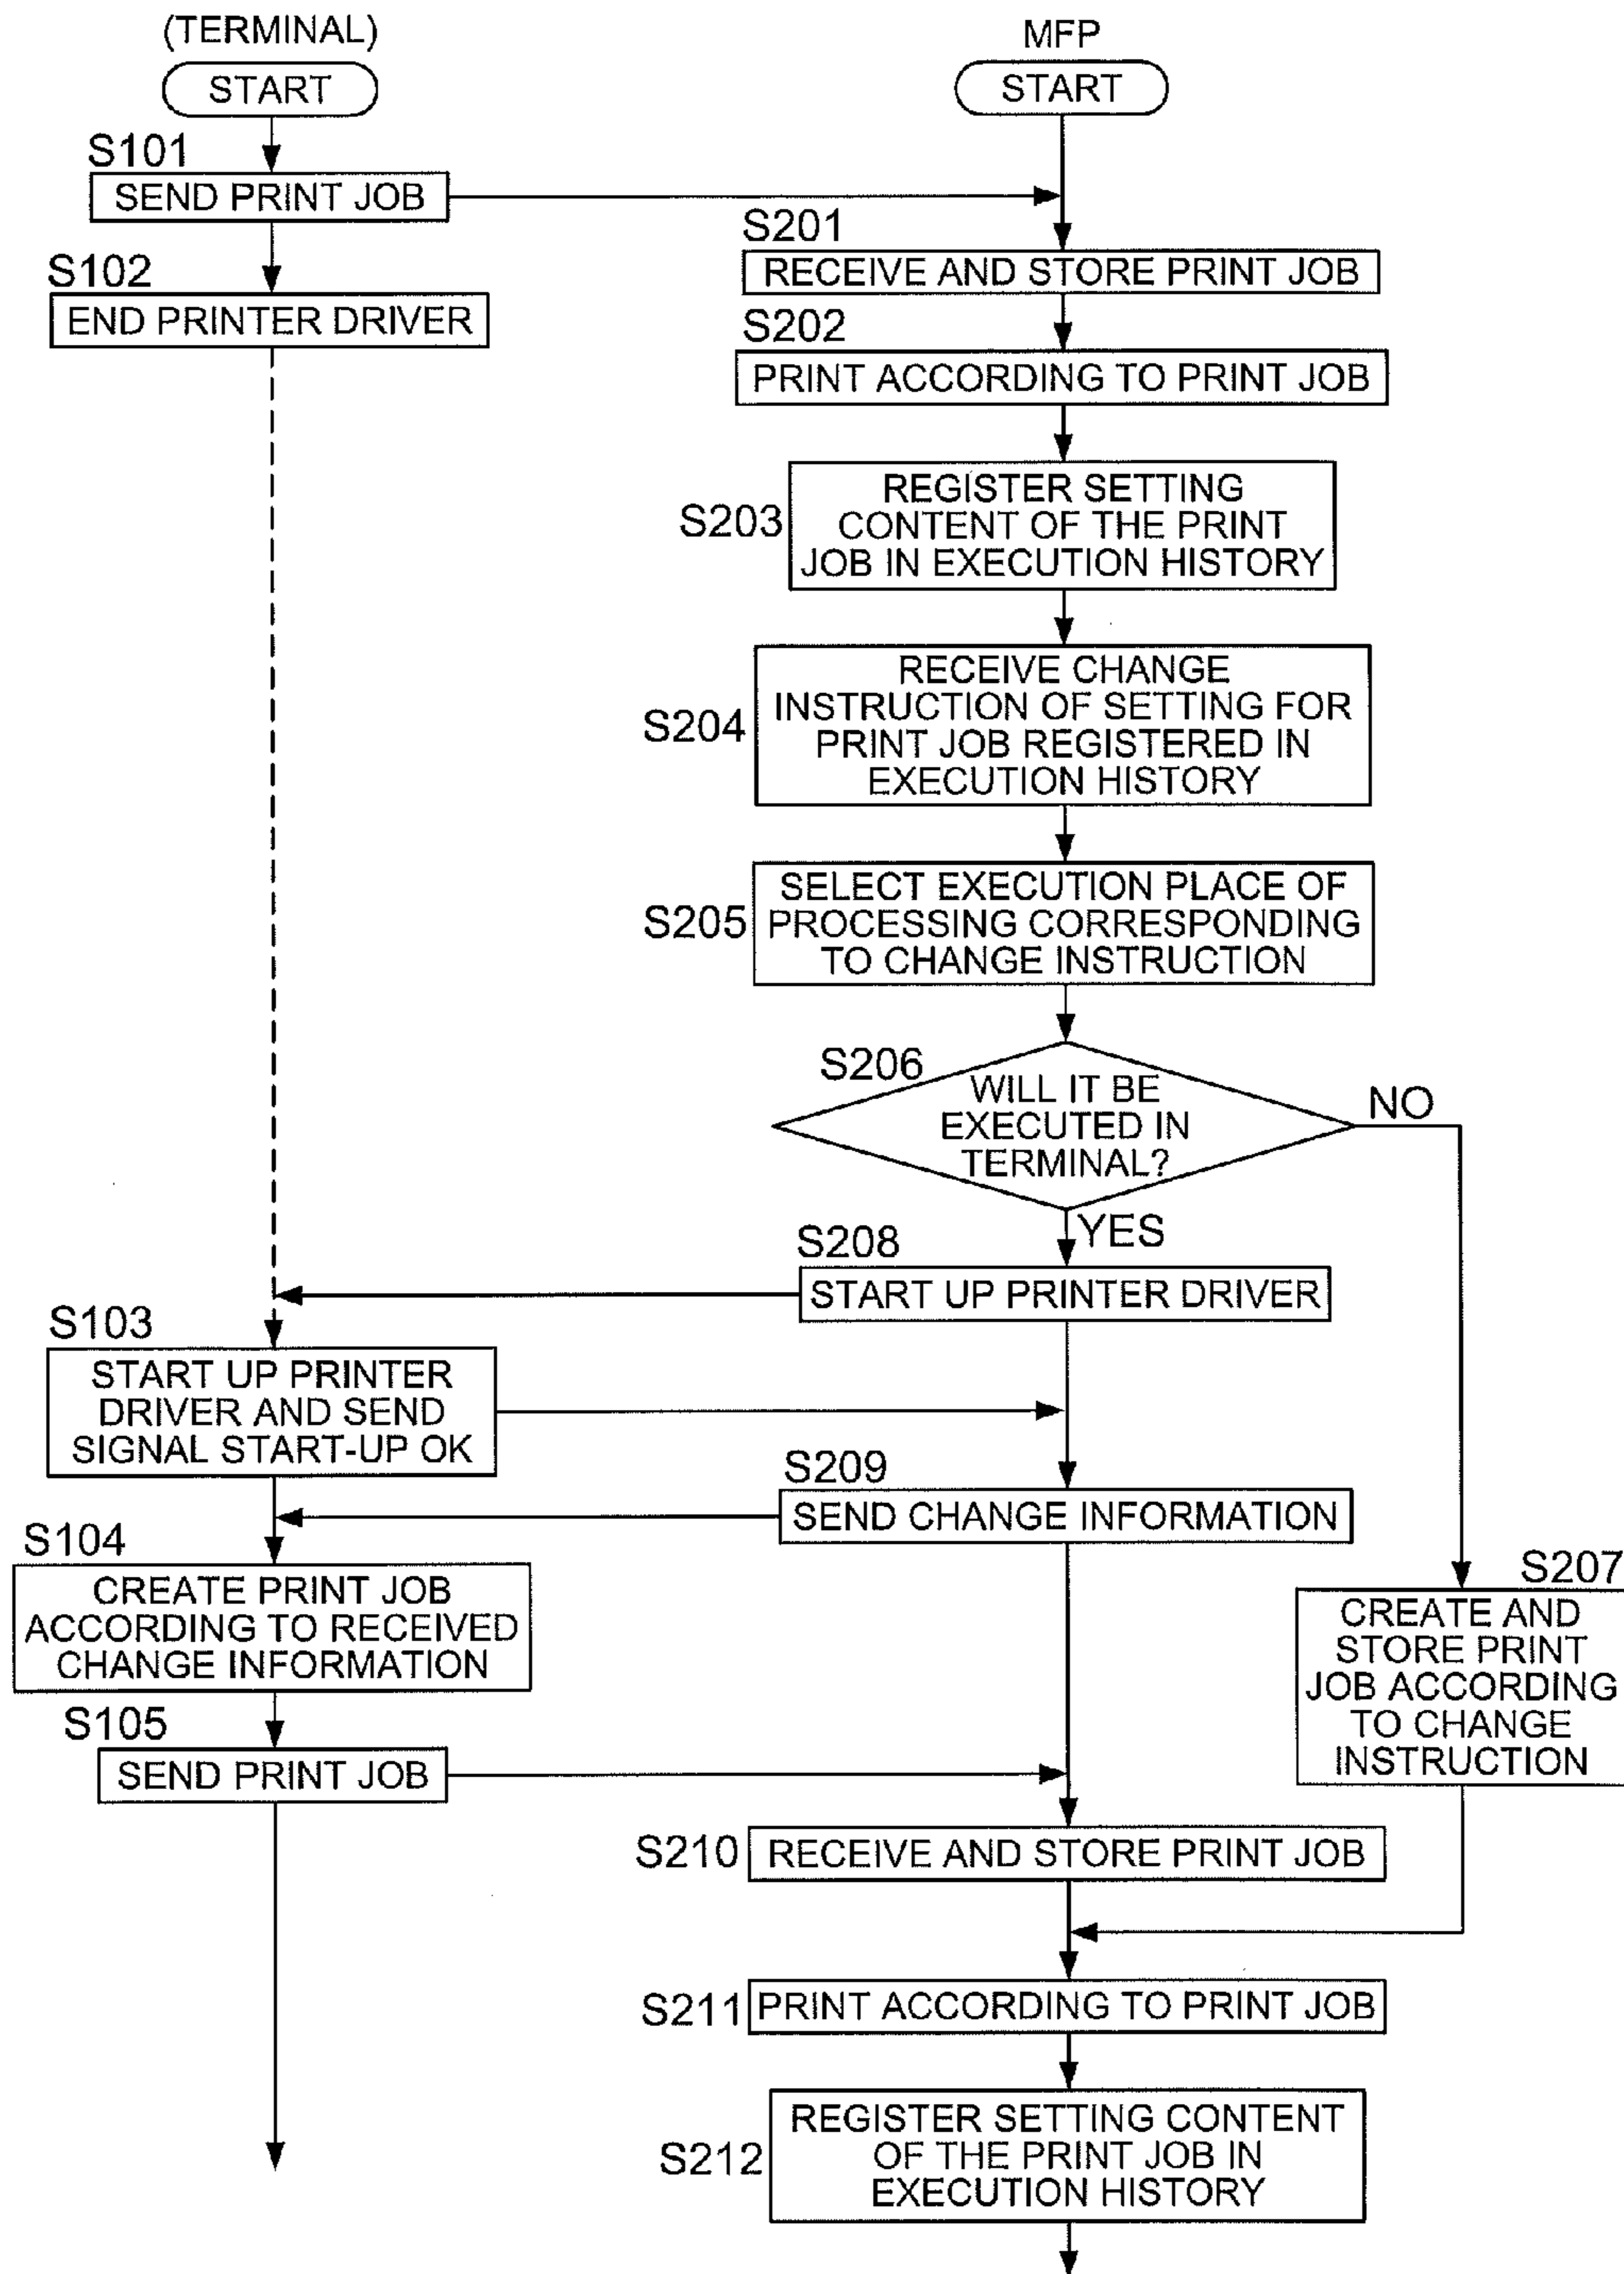 (TERMINAL)
MFP
START
START
S101
SEND PRINT JOB
S201
RECEIVE AND STORE PRINT JOB
S102
END PRINTER DRIVER
S202
PRINT ACCORDING TO PRINT JOB
S203
REGISTER SETTING
CONTENT OF THE PRINT
JOB IN EXECUTION HISTORY
S204
RECEIVE CHANGE
INSTRUCTION OF SETTING FOR
PRINT JOB REGISTERED IN
EXECUTION HISTORY
S205
SELECT EXECUTION PLACE OF
PROCESSING CORRESPONDING
TO CHANGE INSTRUCTION
S206
WILL IT BE
EXECUTED IN
TERMINAL?
NO
YES
S208
START UP PRINTER DRIVER
S103
START UP PRINTER
DRIVER AND SEND
SIGNAL START-UP OK
S209
SEND CHANGE INFORMATION
S104
CREATE PRINT JOB
ACCORDING TO RECEIVED
CHANGE INFORMATION
S207
CREATE AND
STORE PRINT
JOB ACCORDING
TO CHANGE
INSTRUCTION
S105
SEND PRINT JOB
S210
RECEIVE AND STORE PRINT JOB
S211
PRINT ACCORDING TO PRINT JOB
S212
REGISTER SETTING CONTENT
OF THE PRINT JOB IN
EXECUTION HISTORY